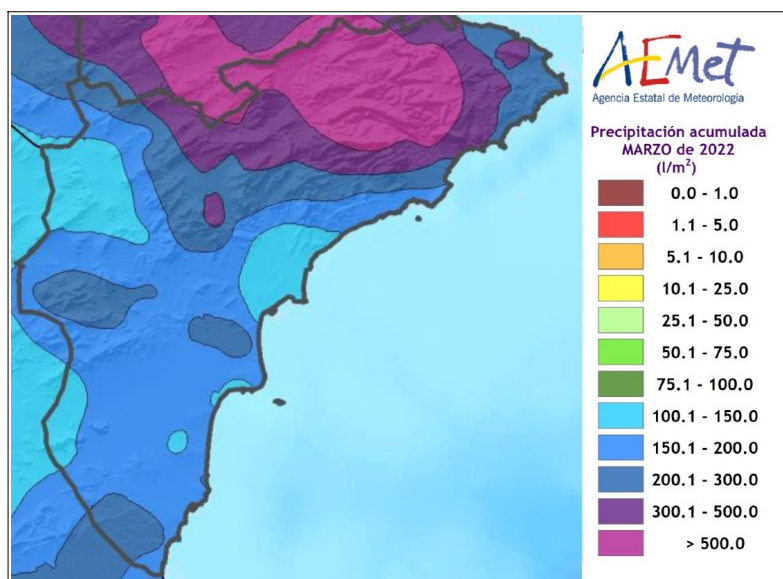 AEMet
Agencia Estatal de Meteorología
Precipitación acumulada
MARZO de 2022
(l/m²)
0.0 - 1.0
1.1 - 5.0
5.1 - 10.0
10.1 - 25.0
25.1 - 50.0
50.1 - 75.0
75.1 - 100.0
100.1 - 150.0
150.1 - 200.0
200.1 - 300.0
300.1 - 500.0
> 500.0